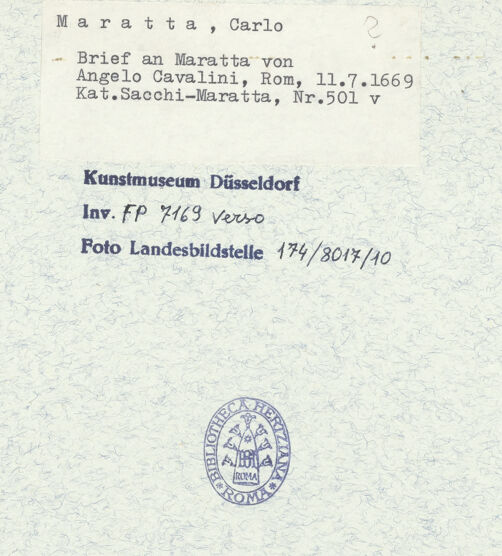 M a r a t t a , Carlo
Brief an Maratta von
Angelo Cavalini, Rom, 11.7.1669
Kat.Sacchi-Maratta, Nr.501 v
Kunstmuseum Düsseldorf
Inv. FP 7169 verso
Foto Landesbildstelle 174/8017/10
BIBLIOTHECA HERTZIANA
ROMA
ROMA